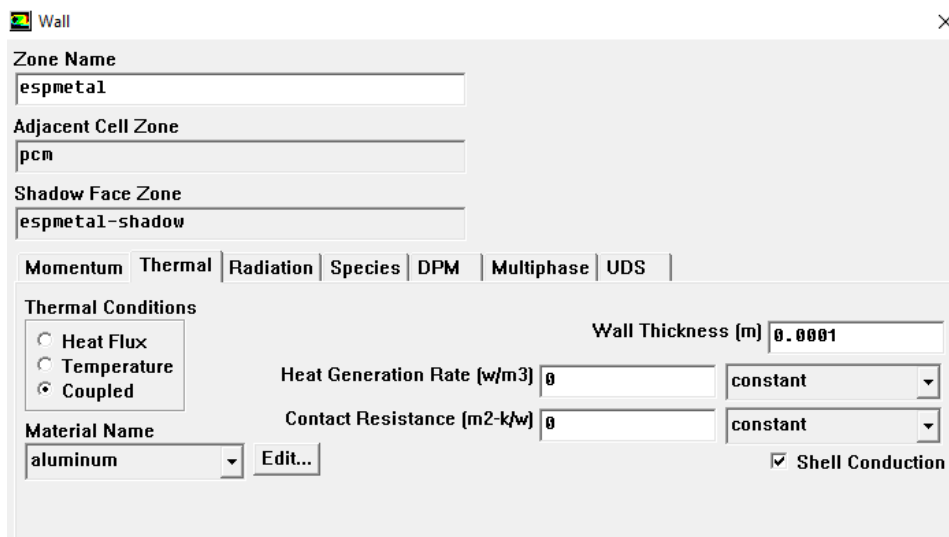 Wall
Zone Name
espmetal
Adjacent Cell Zone
pcm
Shadow Face Zone
espmetal-shadow
Momentum Thermal Radiation Species DPM Multiphase UDS
Thermal Conditions
Heat Flux
Temperature
Coupled
Wall Thickness (m) 0.0001
Heat Generation Rate (w/m3) 0 constant
Contact Resistance (m2-k/w) 0 constant
Material Name
aluminum Edit...
Shell Conduction